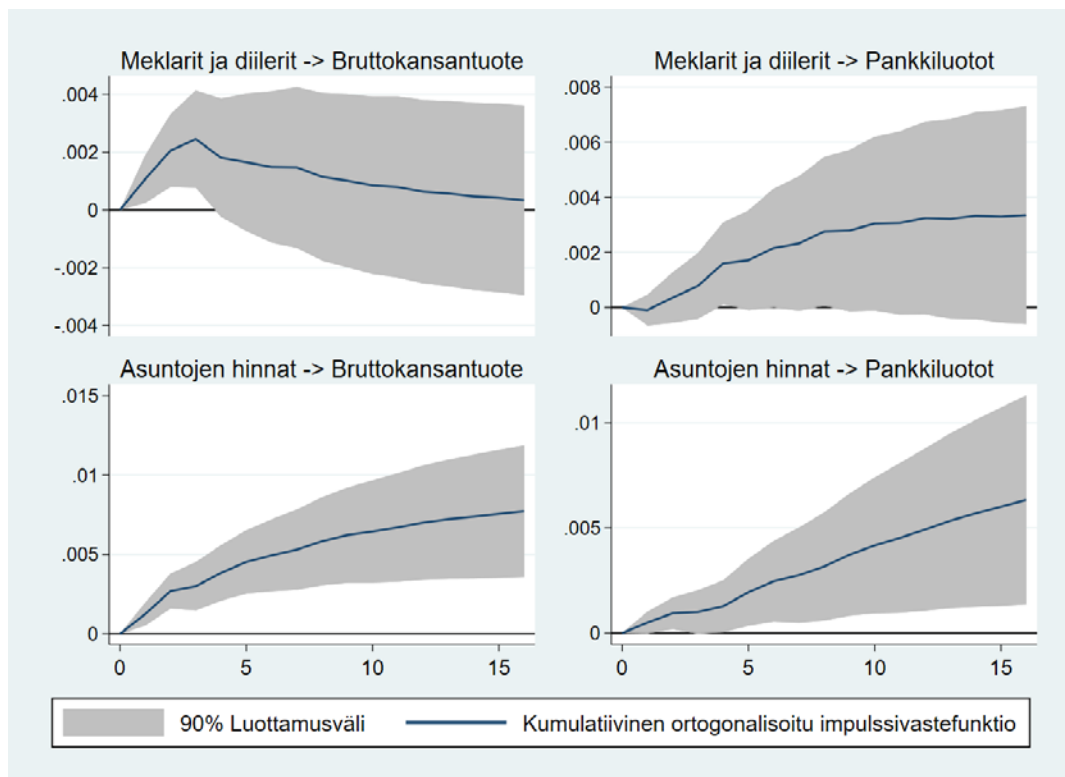 Meklarit ja diilerit -> Bruttokansantuote
.004
.002
0
-.002
-.004
Meklarit ja diilerit -> Pankkiluotot
.008
.006
.004
.002
0
Asuntojen hinnat -> Bruttokansantuote
.015
.01
.005
0
0 5 10 15
Asuntojen hinnat -> Pankkiluotot
.01
.005
0
0 5 10 15
90% Luottamusväli
Kumulatiivinen ortogonalisoitu impulssivastefunktio